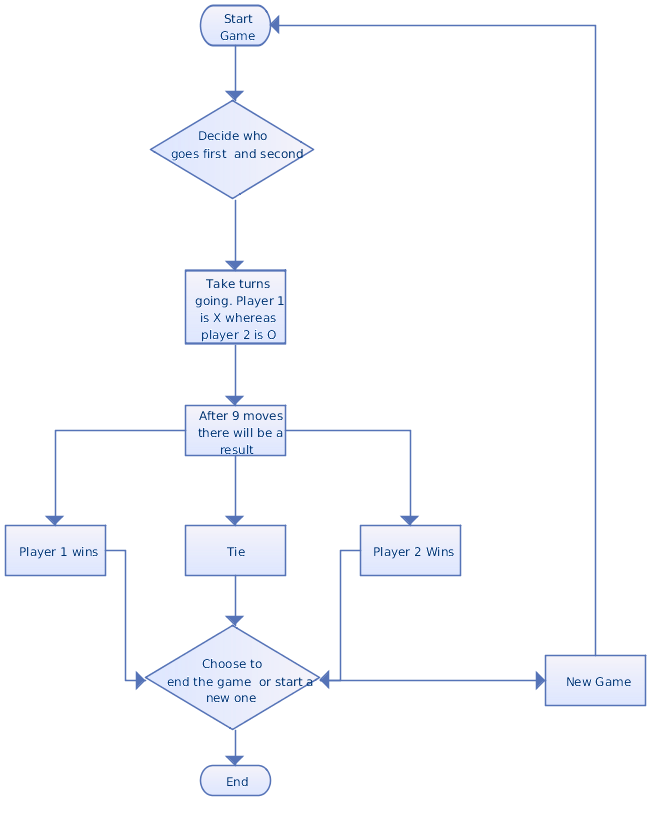 Start
Game
Decide who
goes first and second
Take turns
going. Player 1
is X whereas
player 2 is O
After 9 moves
there will be a
result
Player 1 wins
Tie
Player 2 Wins
Choose to
end the game or start a
new one
New Game
End